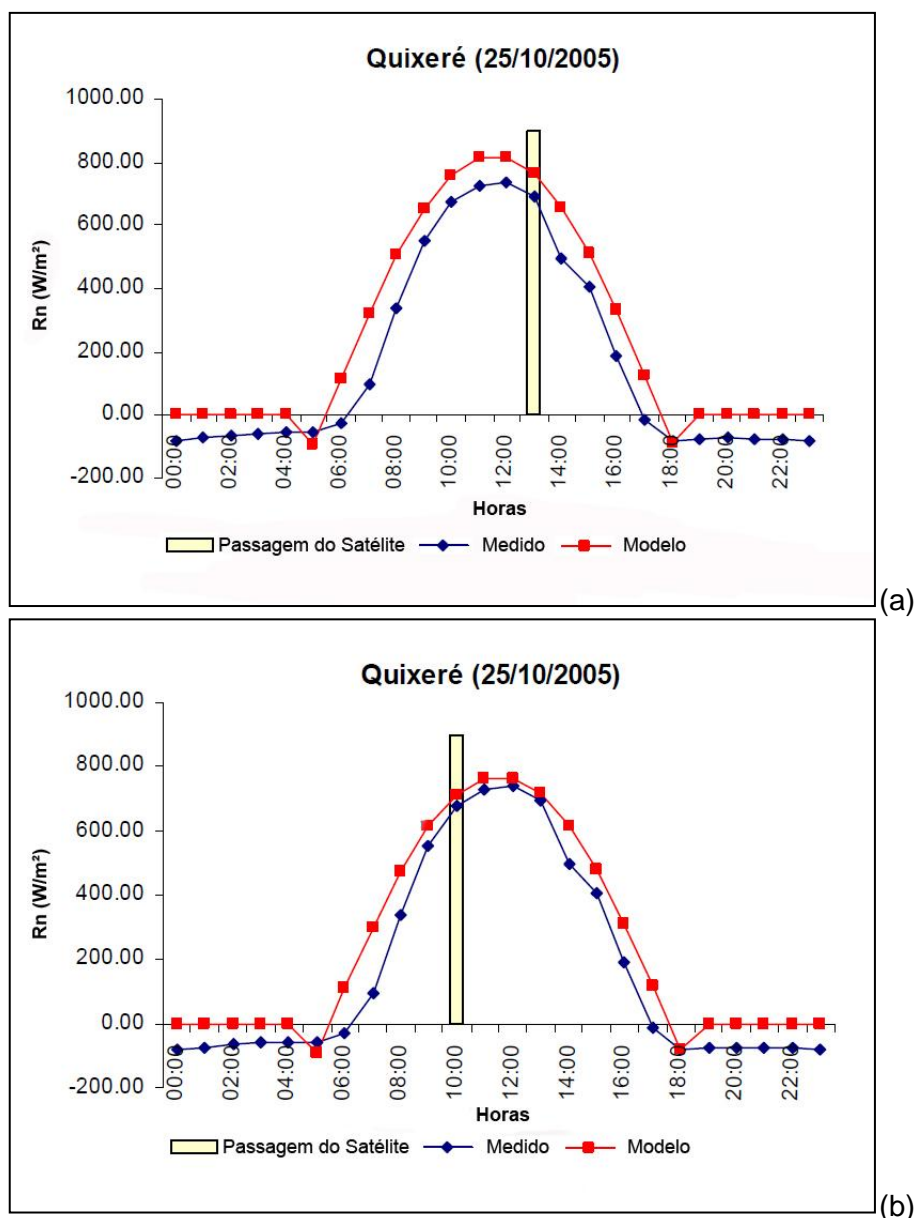 Quixeré (25/10/2005)
1000.00
800.00
600.00
400.00
200.00
0.00
-200.00
Rn (W/m²)
00:00 02:00 04:00 06:00 08:00 10:00 12:00 14:00 16:00 18:00 20:00 22:00
Horas
Passagem do Satélite Medido Modelo
(a)
Quixeré (25/10/2005)
1000.00
800.00
600.00
400.00
200.00
0.00
-200.00
Rn (W/m²)
00:00 02:00 04:00 06:00 08:00 10:00 12:00 14:00 16:00 18:00 20:00 22:00
Horas
Passagem do Satélite Medido Modelo
(b)